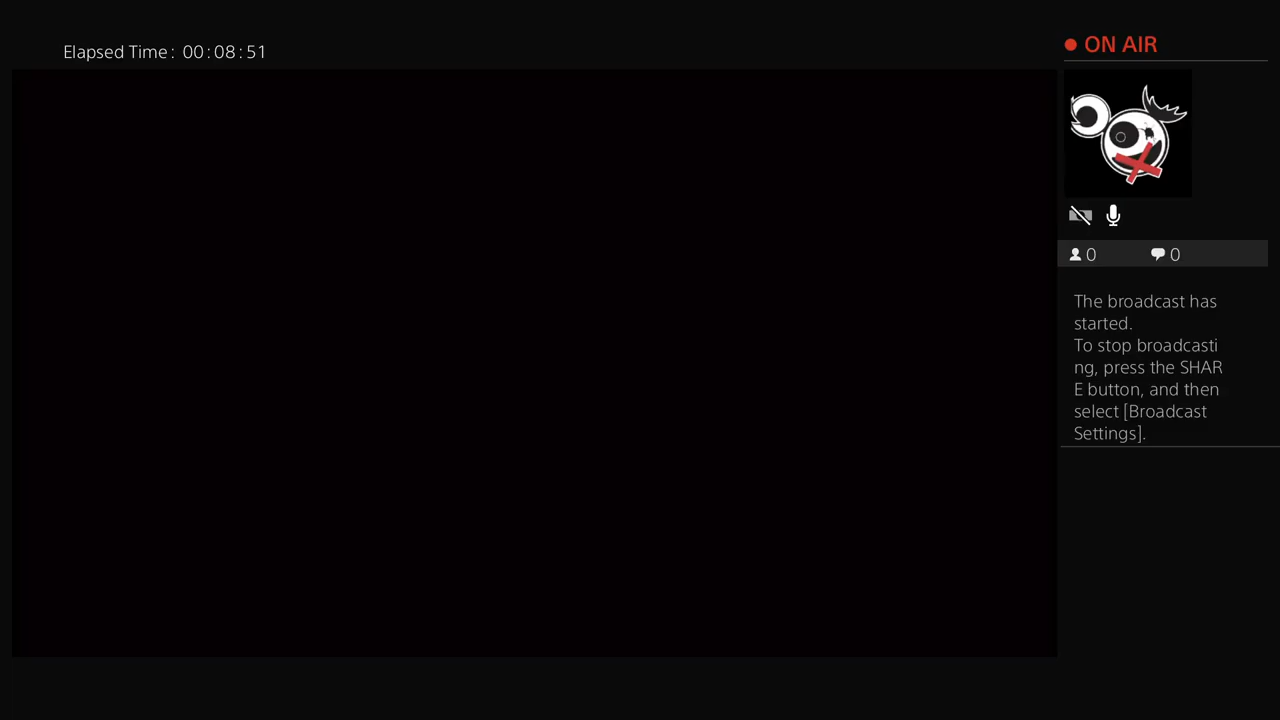 Elapsed Time: 00:08:51
ON AIR
0 0
The broadcast has
started.
To stop broadcasti
ng, press the SHAR
E button, and then
select [Broadcast
Settings].